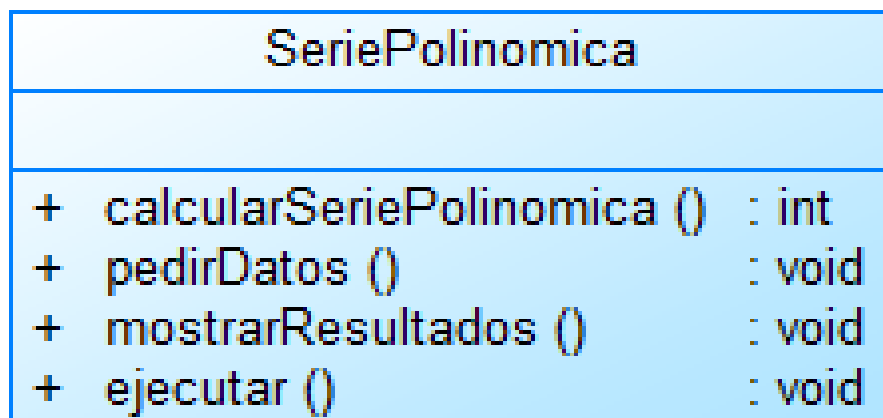 SeriePolinomica
+ calcularSeriePolinomica () : int
+ pedirDatos () : void
+ mostrarResultados () : void
+ ejecutar () : void